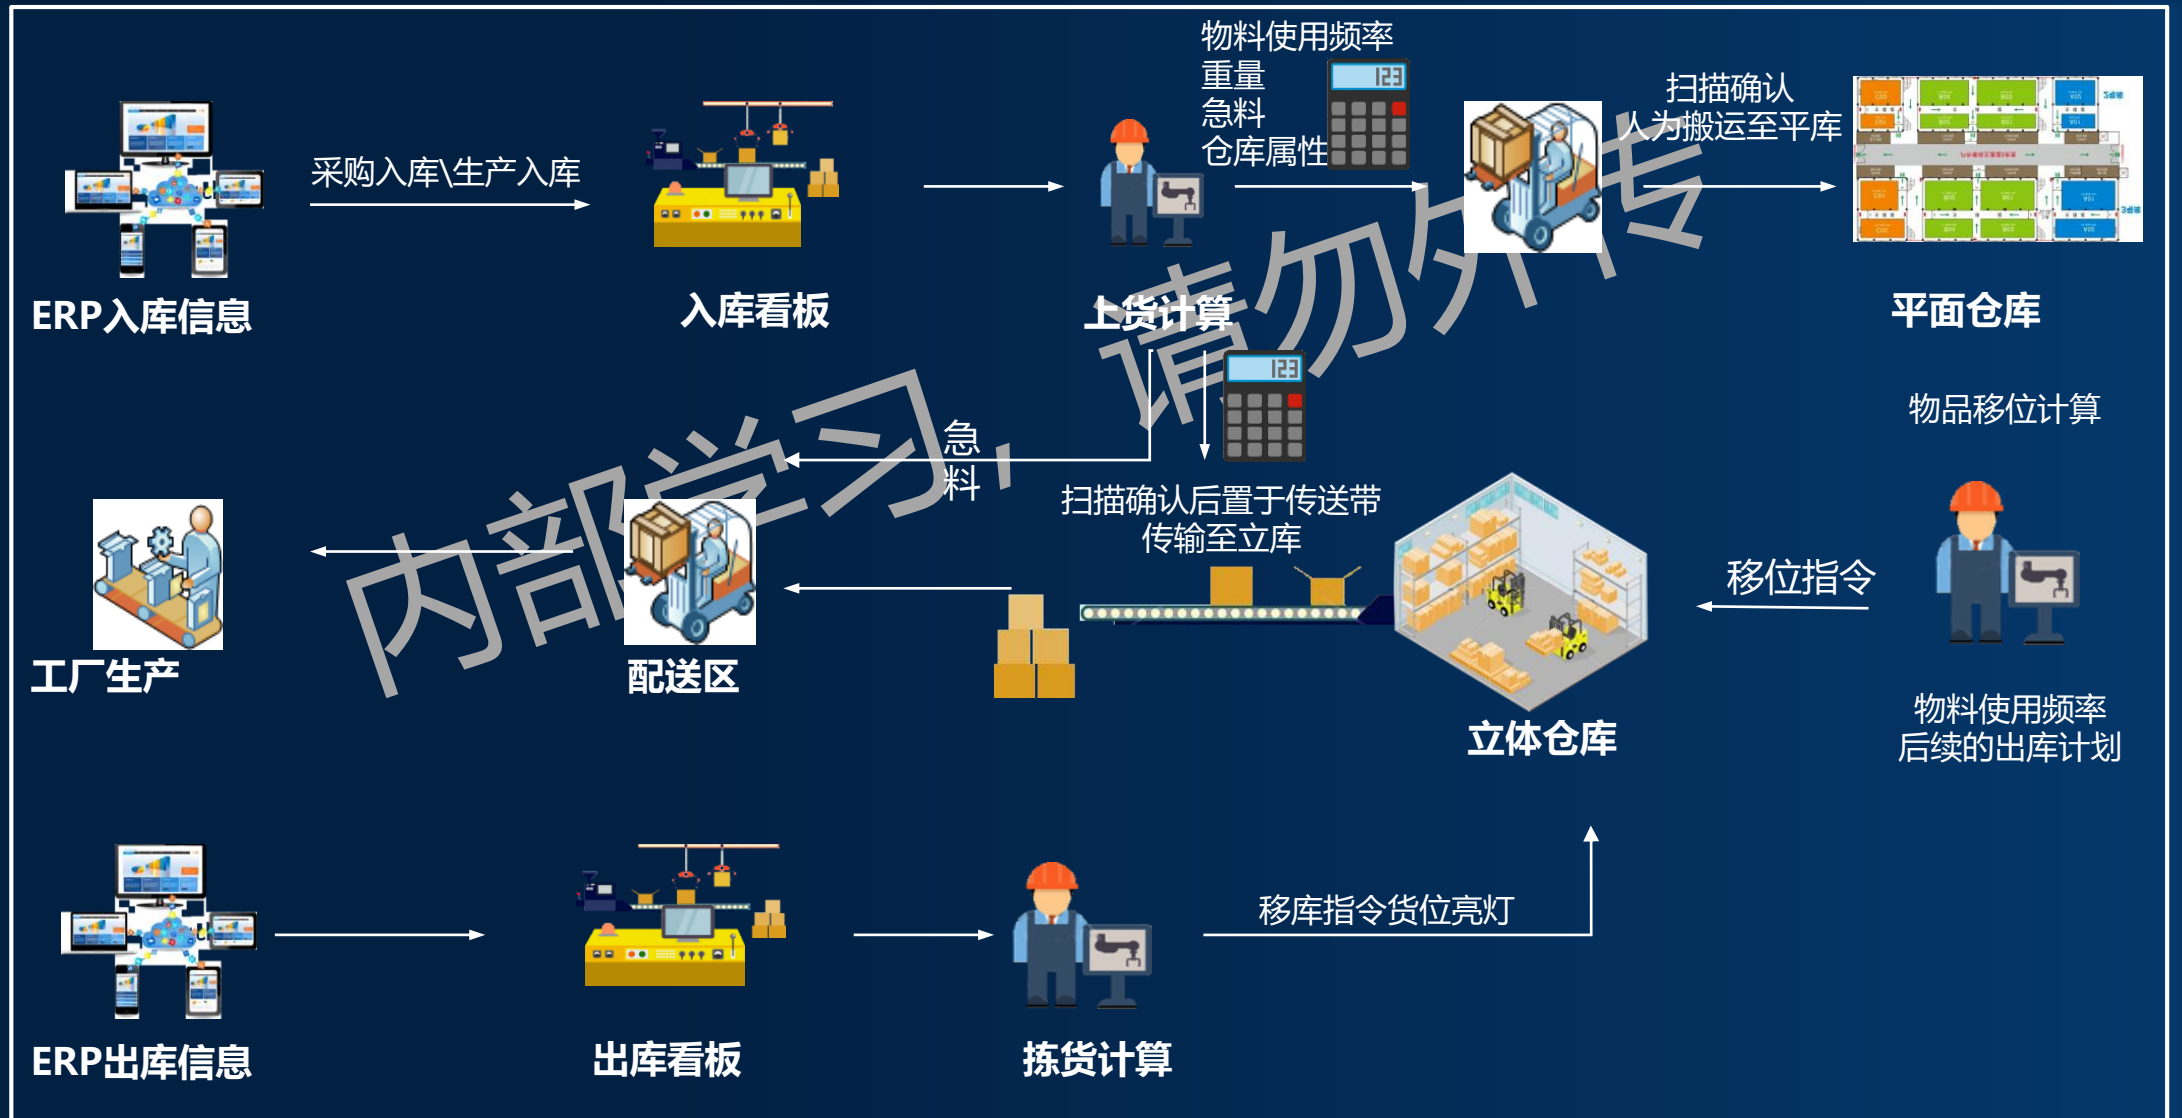 物料使用频率
重量
急料
仓库属性
扫描确认
人为搬运至平库
采购入库\生产入库
123
ERP入库信息
入库看板
上货计算
平面仓库
123
物品移位计算
急
料
扫描确认后置于传送带
传输至立库
移位指令
工厂生产
配送区
立体仓库
物料使用频率
后续的出库计划
移库指令货位亮灯
ERP出库信息
出库看板
拣货计算
内部学习，请勿外传